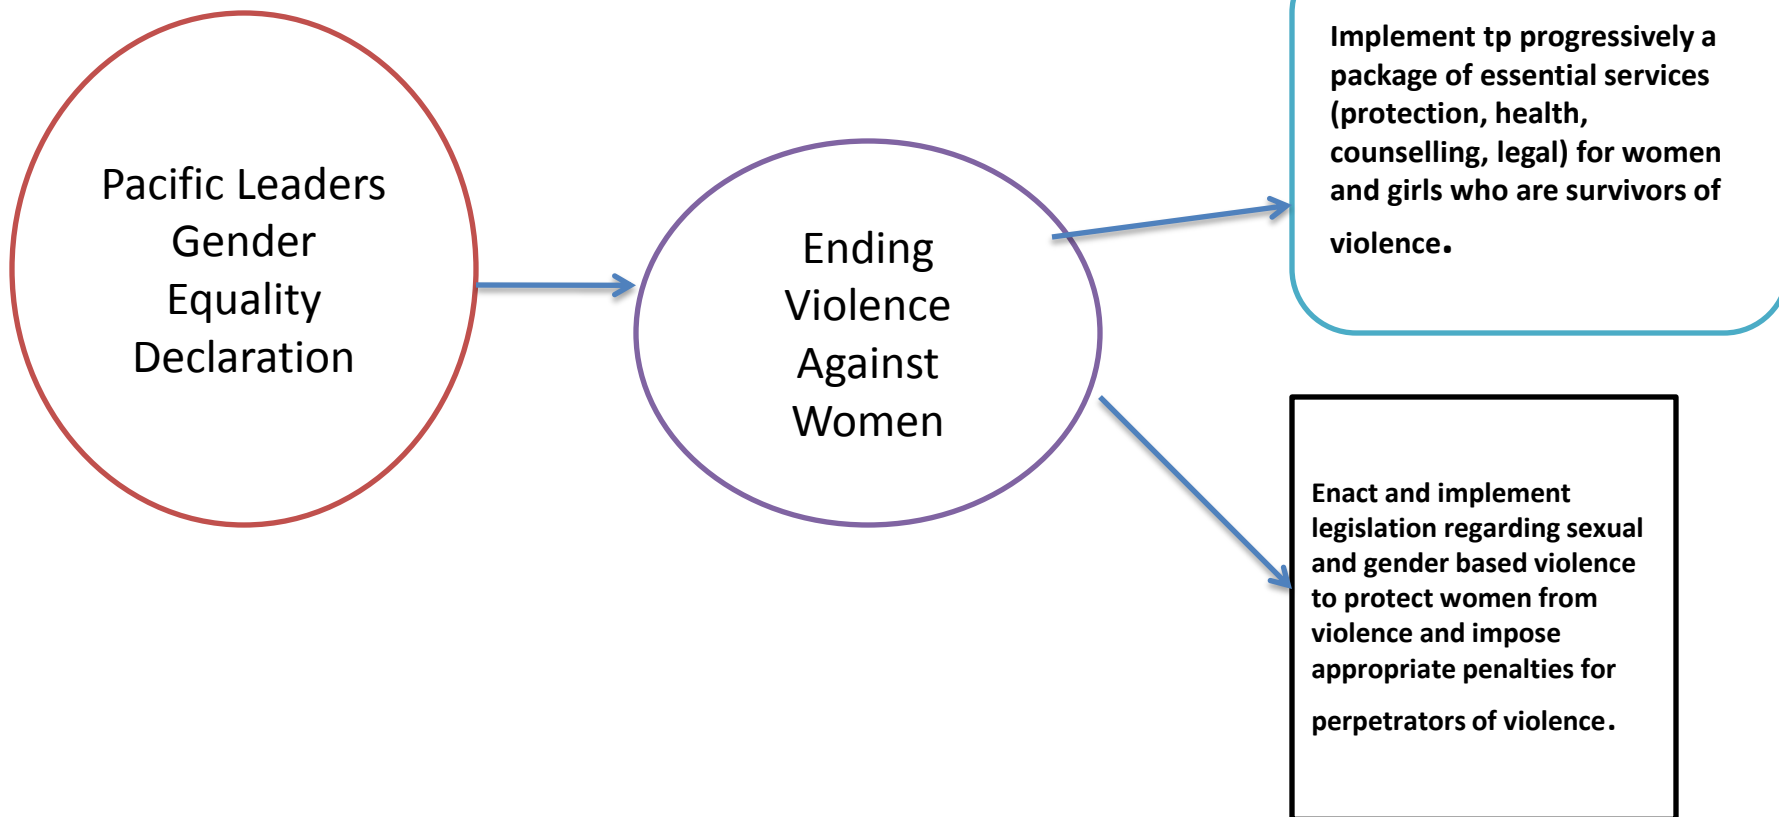 Pacific Leaders
Gender
Equality
Declaration
Ending
Violence
Against
Women
Implement tp progressively a
package of essential services
(protection, health,
counselling, legal) for women
and girls who are survivors of
violence.
Enact and implement
legislation regarding sexual
and gender based violence
to protect women from
violence and impose
appropriate penalties for
perpetrators of violence.